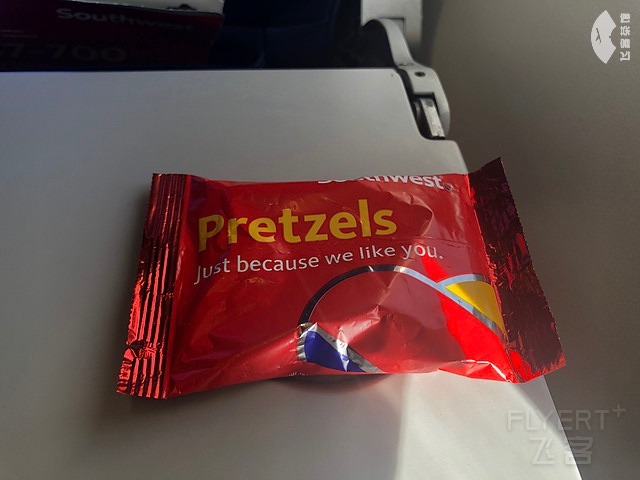 Southwest
7-700
Southwest
Pretzels
Just because we like you.
FLYERT+
飞客